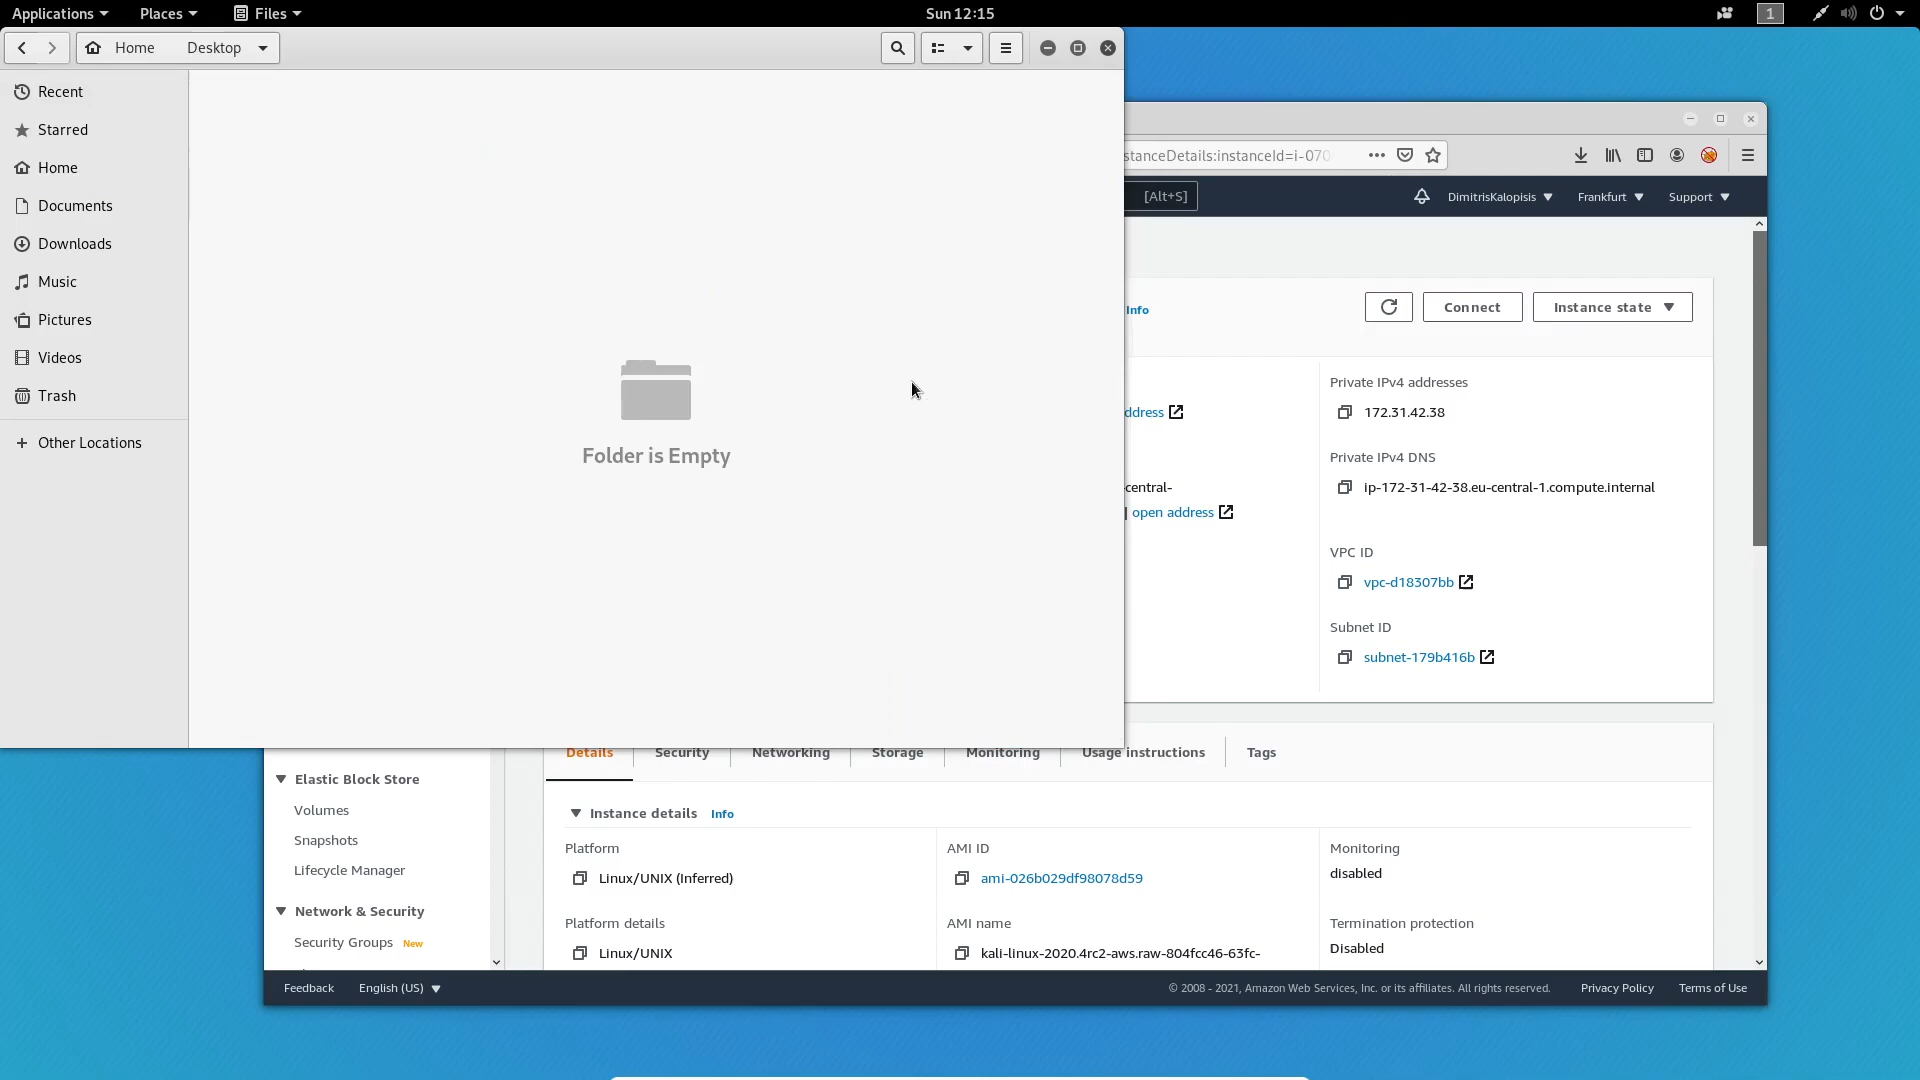 Applications Places Files Sun 12:15 1
Home Desktop
Recent
Starred
Home
Documents
Downloads
Music
Pictures
Videos
Trash
Other Locations
Folder is Empty
stanceDetails:instanceId=i-070
[Alt+S] DimitrisKalopisis Frankfurt Support
Info Connect Instance state
Private IPv4 addresses
ddress 172.31.42.38
Private IPv4 DNS
-central- ip-172-31-42-38.eu-central-1.compute.internal
| open address
VPC ID
vpc-d18307bb
Subnet ID
subnet-179b416b
Details Security Networking Storage Monitoring Usage instructions Tags
Elastic Block Store
Volumes
Snapshots
Lifecycle Manager
Network & Security
Security Groups New
Instance details Info
Platform AMI ID Monitoring
Linux/UNIX (Inferred) ami-026b029df98078d59 disabled
Platform details AMI name Termination protection
Linux/UNIX kali-linux-2020.4rc2-aws.raw-804fcc46-63fc- Disabled
Feedback English (US) © 2008 - 2021, Amazon Web Services, Inc. or its affiliates. All rights reserved. Privacy Policy Terms of Use